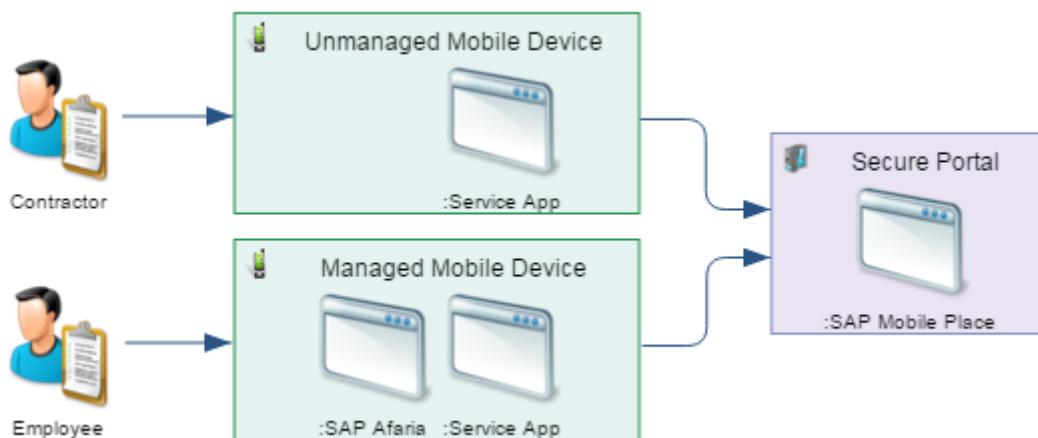 Unmanaged Mobile Device
:Service App
Contractor
Secure Portal
:SAP Mobile Place
Managed Mobile Device
:SAP Afaria :Service App
Employee